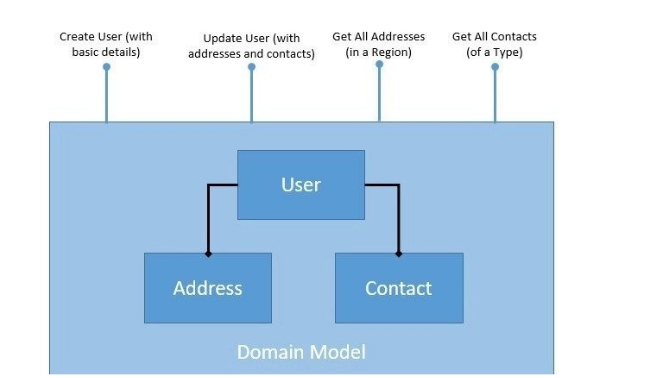 Create User (with
basic details)
Update User (with
addresses and contacts)
Get All Addresses
(in a Region)
Get All Contacts
(of a Type)
User
Address
Contact
Domain Model